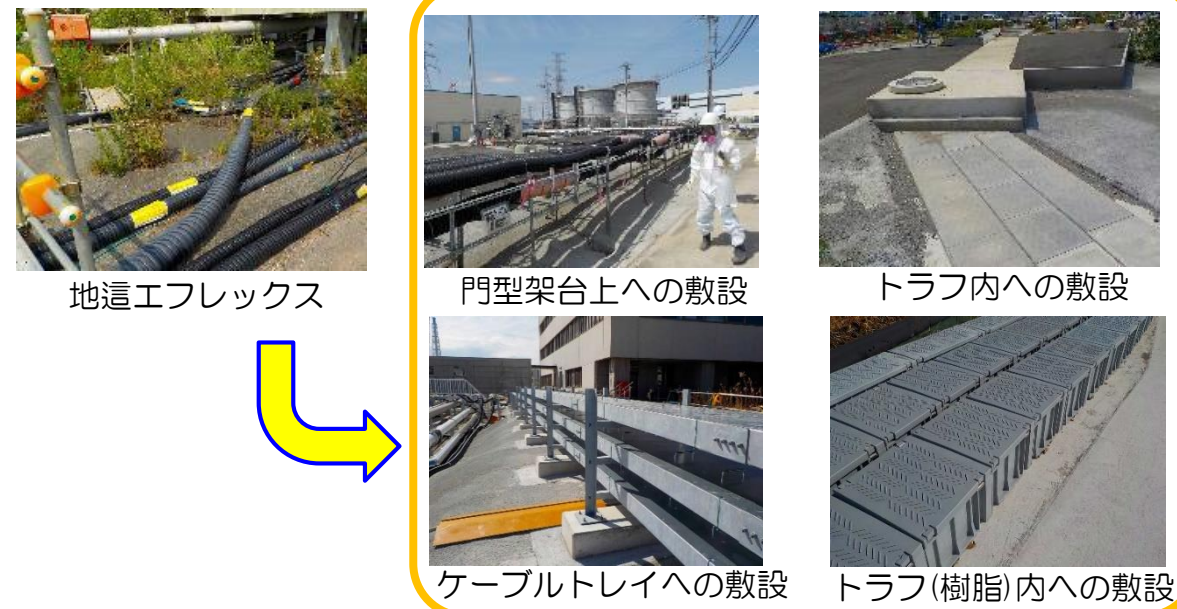 地這エフレックス
門型架台上への敷設
トラフ内への敷設
ケーブルトレイへの敷設
トラフ(樹脂)内への敷設